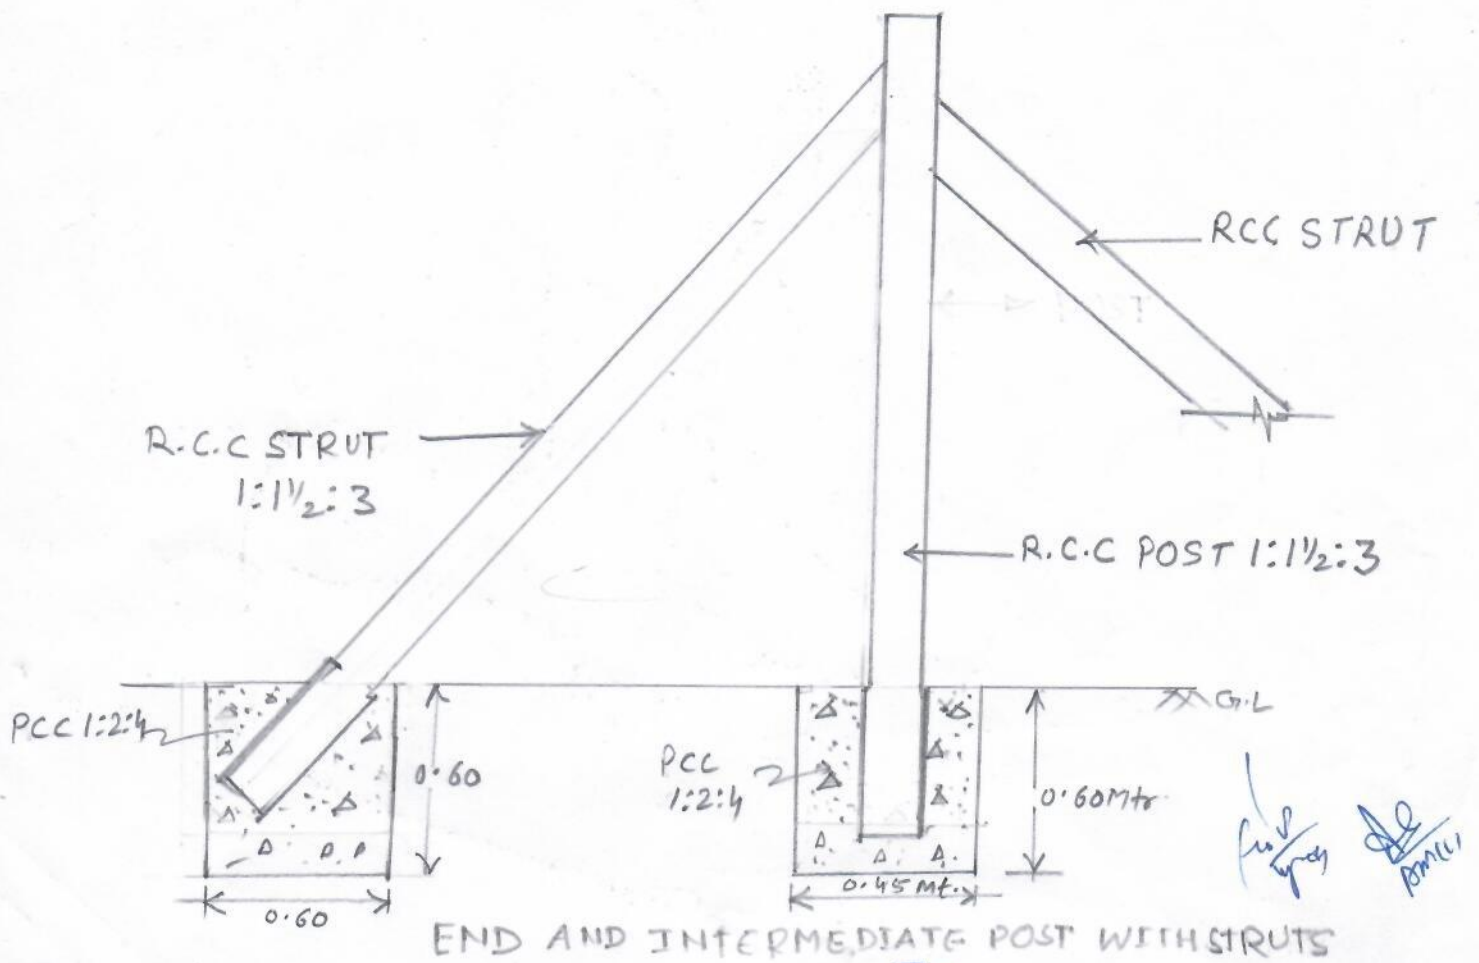 RCC STRUT
R.C.C STRUT
1:1½:3
R.C.C POST 1:1½:3
G.L
PCC 1:2:4
0.60
PCC
1:2:4
0.60Mtr
0.45 Mt.
0.60
END AND INTERMEDIATE POST WITH STRUTS